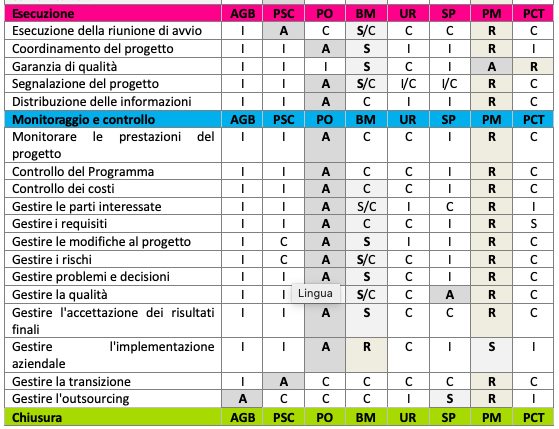 Esecuzione AGB PSC PO BM UR SP PM PCT
Esecuzione della riunione di avvio I A C S/C C C R C
Coordinamento del progetto I I A S I I R I
Garanzia di qualità I I I S C I A R
Segnalazione del progetto I I A S/C I/C I/C R C
Distribuzione delle informazioni I I A C I I R C
Monitoraggio e controllo AGB PSC PO BM UR SP PM PCT
Monitorare le prestazioni del I I A C C I R C
progetto
Controllo del Programma I I A C C I R C
Controllo dei costi I I A C C I R C
Gestire le parti interessate I I A S/C I C R I
Gestire i requisiti I I A C C I R S
Gestire le modifiche al progetto I C A S I I R C
Gestire i rischi I C A S/C C I R C
Gestire problemi e decisioni I I A S C I R C
Gestire la qualità I I Lingua S/C C A R C
Gestire l'accettazione dei risultati I I A S C C R C
finali
Gestire l'implementazione I I A R C I S I
aziendale
Gestire la transizione I A C C C C R C
Gestire l'outsourcing A C C C I S R I
Chiusura AGB PSC PO BM UR SP PM PCT